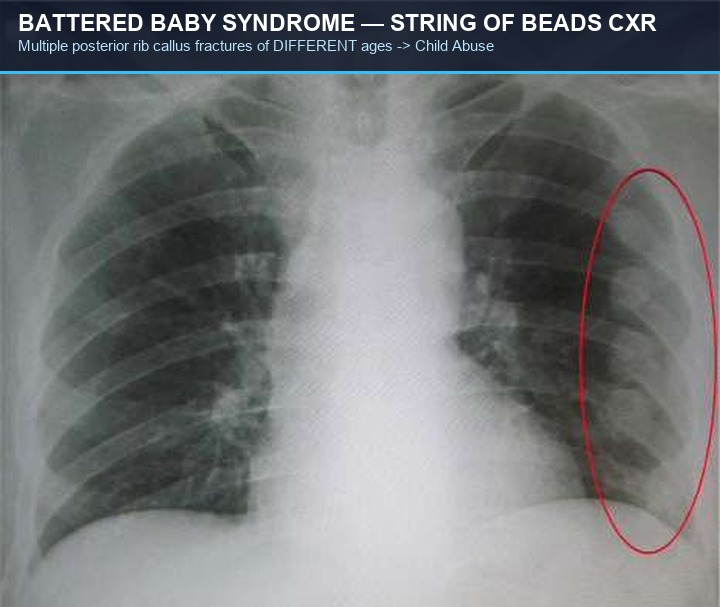 BATTERED BABY SYNDROME — STRING OF BEADS CXR
Multiple posterior rib callus fractures of DIFFERENT ages -> Child Abuse